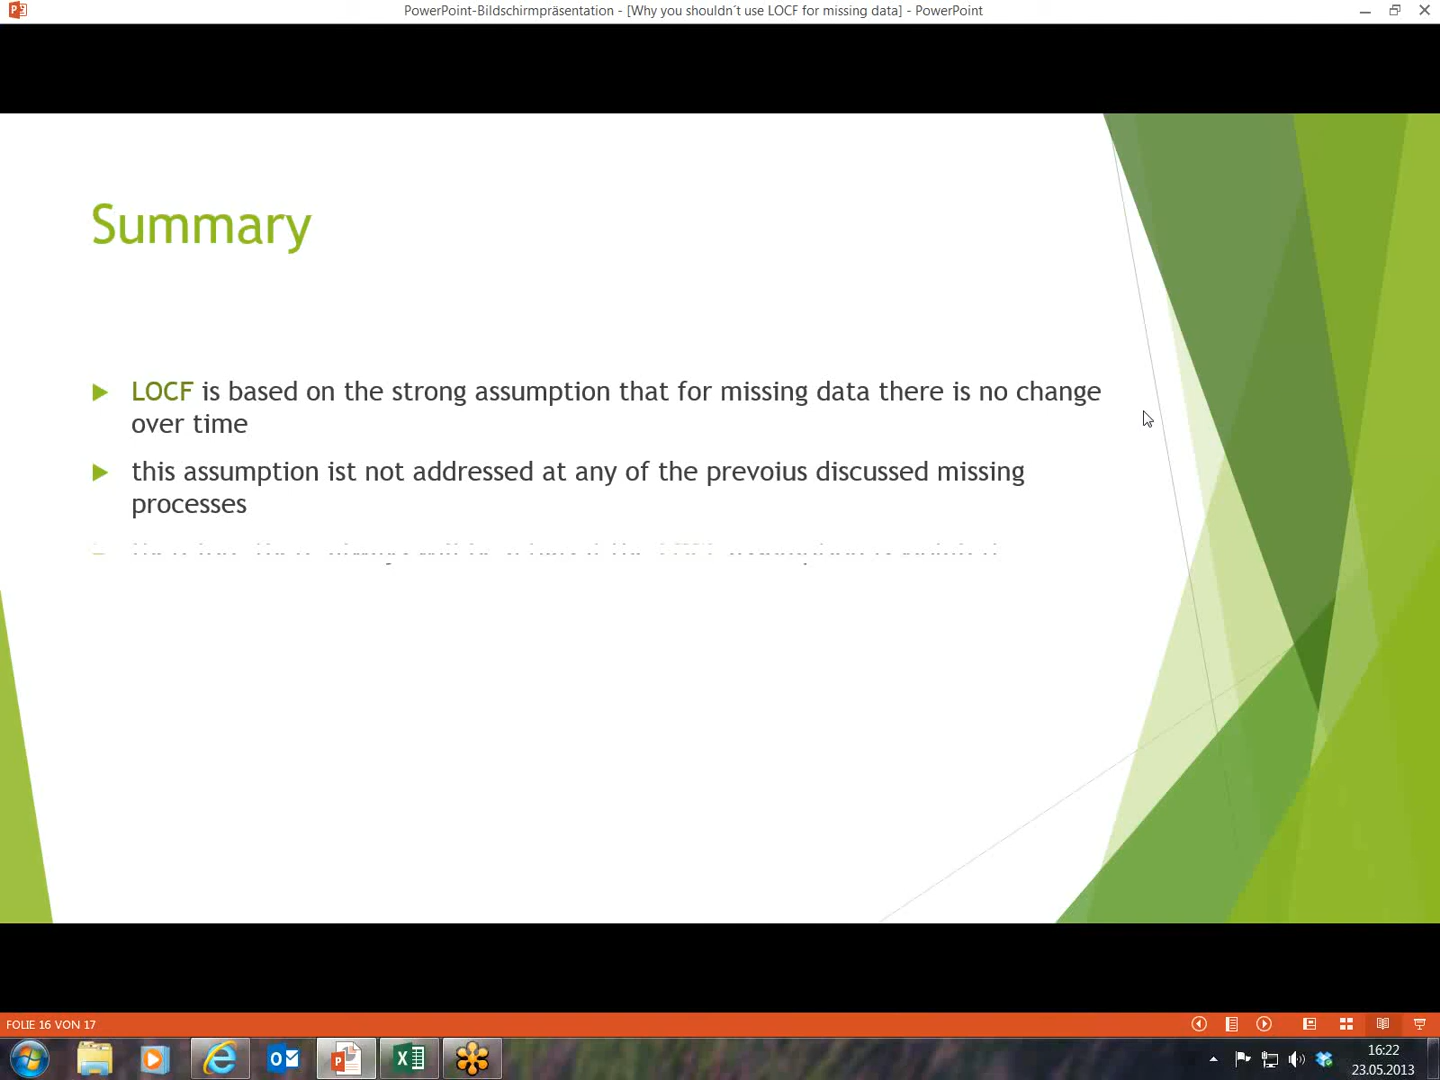 PowerPoint-Bildschirmpräsentation - [Why you shouldn´t use LOCF for missing data] - PowerPoint
Summary
LOCF is based on the strong assumption that for missing data there is no change
over time
this assumption ist not addressed at any of the prevoius discussed missing
processes
FOLIE 16 VON 17
16:22
23.05.2013